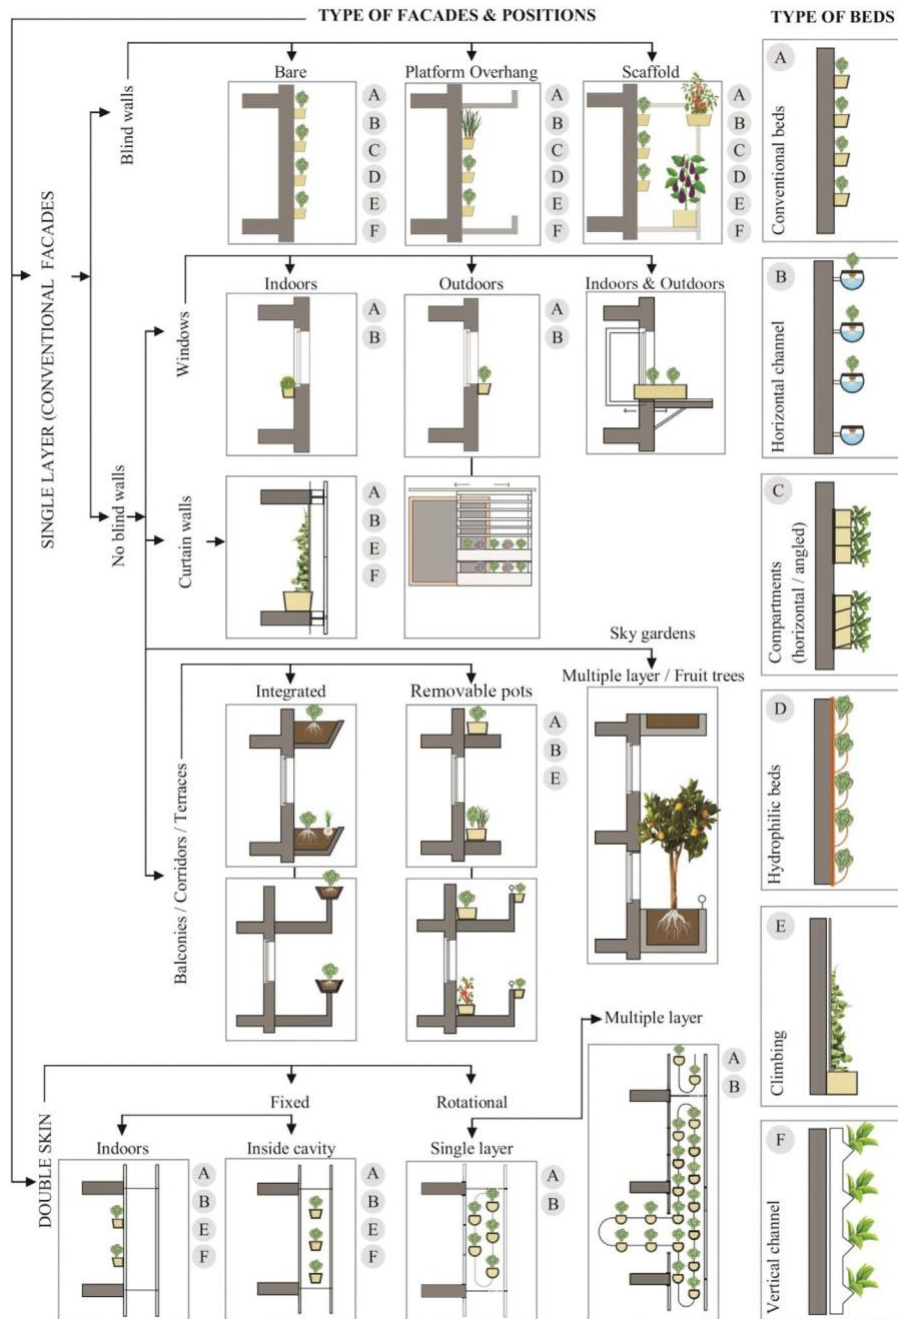 TYPE OF FACADES & POSITIONS
TYPE OF BEDS
SINGLE LAYER (CONVENTIONAL FACADES
Blind walls
Bare
A
B
C
D
E
F
Platform Overhang
A
B
C
D
E
F
Scaffold
A
B
C
D
E
F
No blind walls
Windows
Indoors
A
B
Outdoors
A
B
Indoors & Outdoors
Curtain walls
A
B
E
F
Balconies / Corridors / Terraces
Integrated
Removable pots
A
B
E
Sky gardens
Multiple layer / Fruit trees
DOUBLE SKIN
Fixed
Indoors
A
B
E
F
Inside cavity
A
B
E
F
Rotational
Single layer
A
B
Multiple layer
A
B
A
Conventional beds
B
Horizontal channel
C
Compartments
(horizontal / angled)
D
Hydrophilic beds
E
Climbing
F
Vertical channel